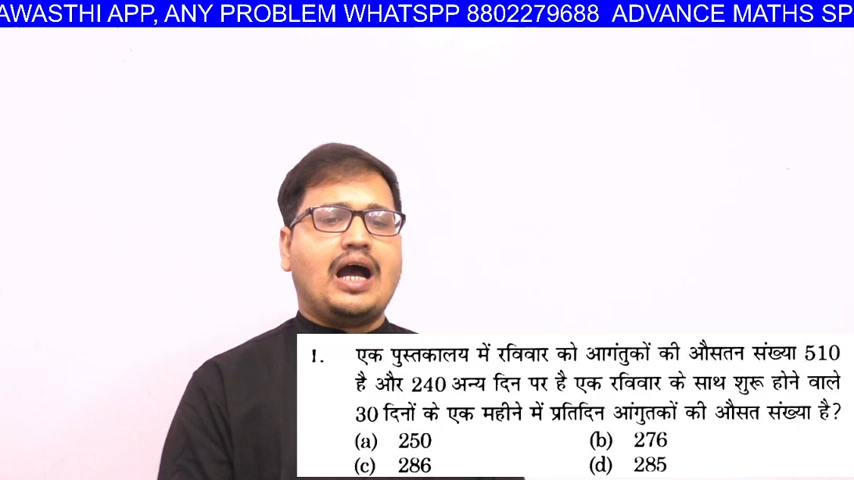 AWASTHI APP, ANY PROBLEM WHATSPP 8802279688 ADVANCE MATHS SP
1. एक पुस्तकालय में रविवार को आगंतुकों की औसतन संख्या 510
है और 240 अन्य दिन पर है एक रविवार के साथ शुरू होने वाले
30 दिनों के एक महीने में प्रतिदिन आंगुतकों की औसत संख्या है?
(a) 250 (b) 276
(c) 286 (d) 285